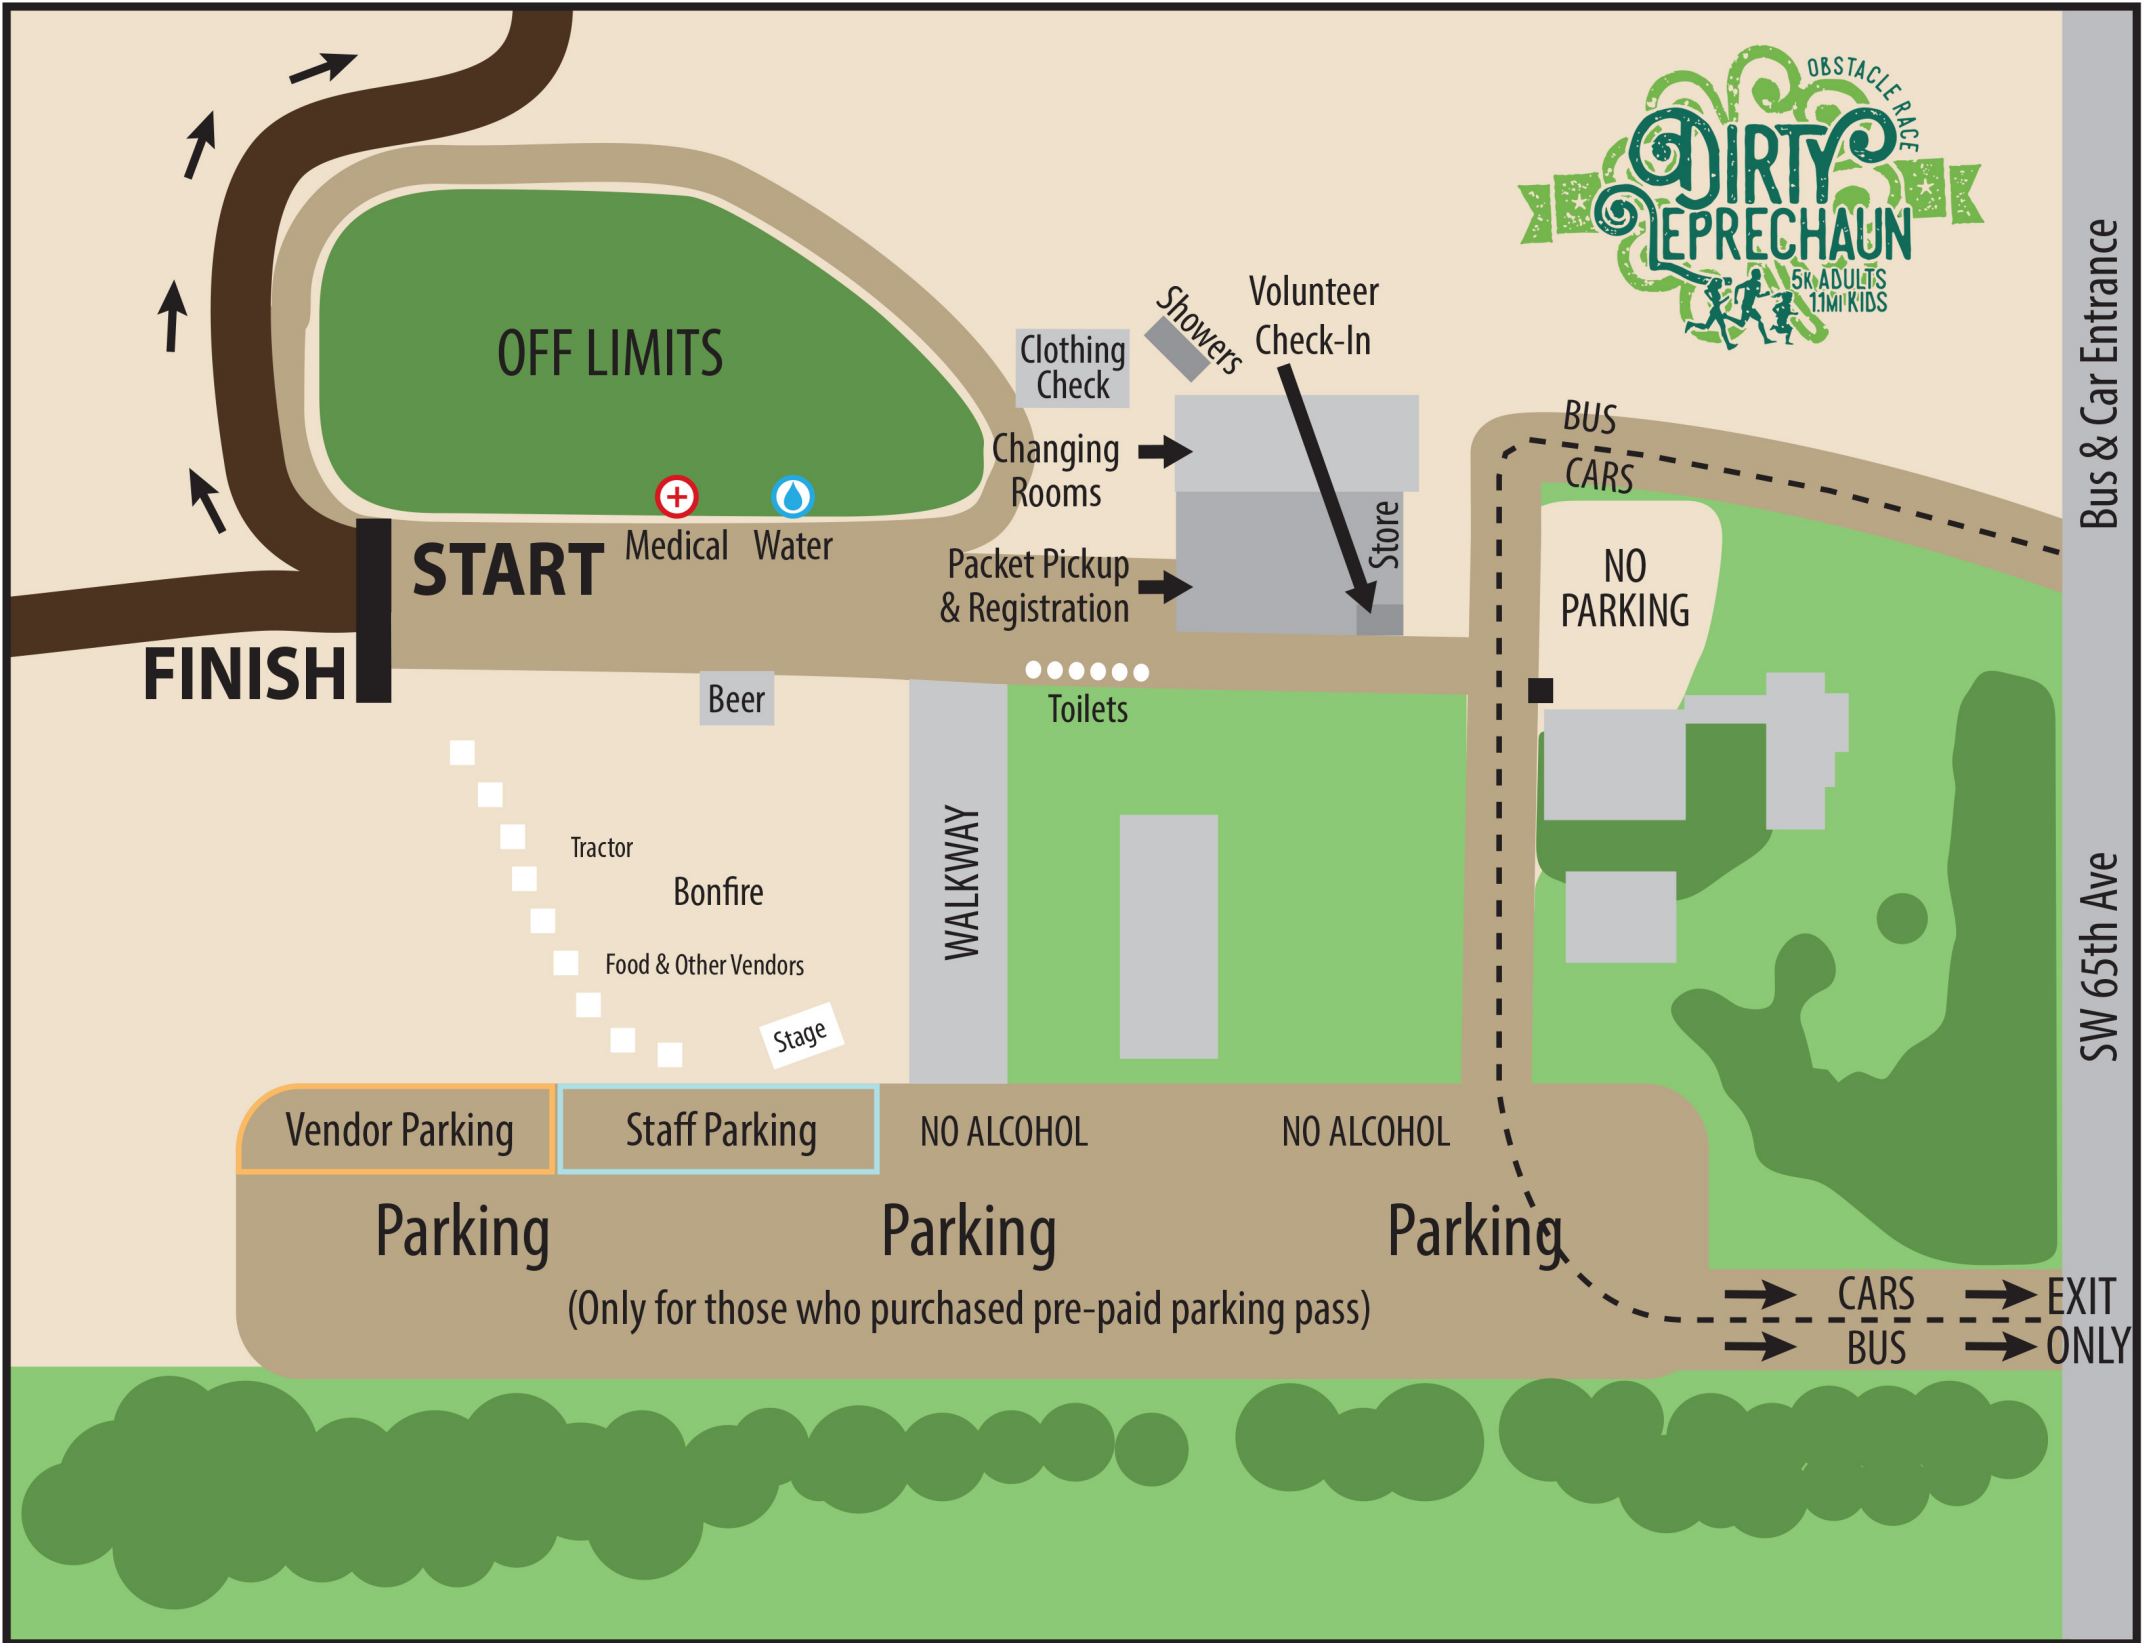 OBSTACLE RACE
DIRTY
LEPRECHAUN
5K ADULTS
1.1MI KIDS
Bus & Car Entrance
SW 65th Ave
OFF LIMITS
Showers
Volunteer
Check-In
Clothing
Check
Changing
Rooms
Store
BUS
CARS
NO
PARKING
Medical
Water
START
Packet Pickup
& Registration
FINISH
Beer
Toilets
WALKWAY
Tractor
Bonfire
Food & Other Vendors
Stage
Vendor Parking
Staff Parking
NO ALCOHOL
NO ALCOHOL
Parking
Parking
Parking
(Only for those who purchased pre-paid parking pass)
CARS
BUS
EXIT
ONLY